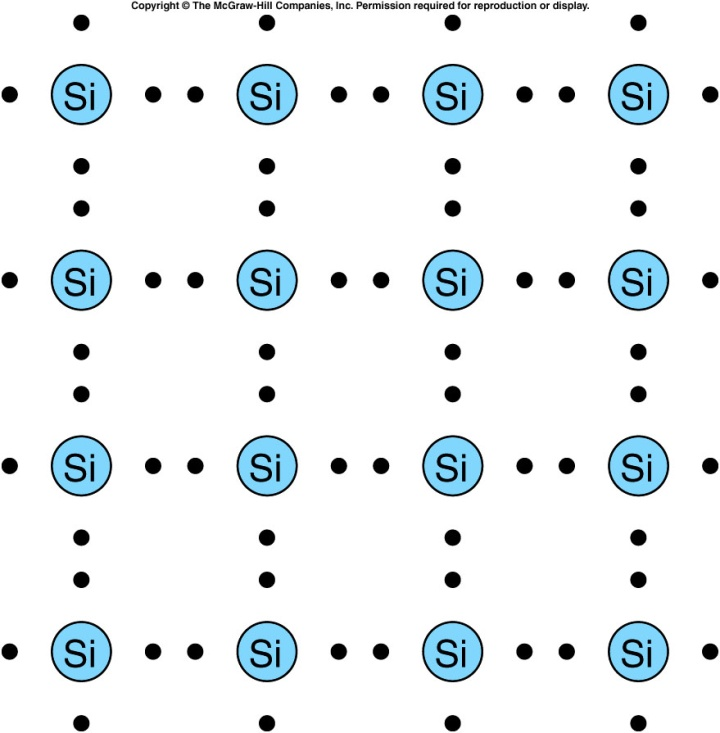 Copyright © The McGraw-Hill Companies, Inc. Permission required for reproduction or display.
Si Si Si Si
Si Si Si Si
Si Si Si Si
Si Si Si Si